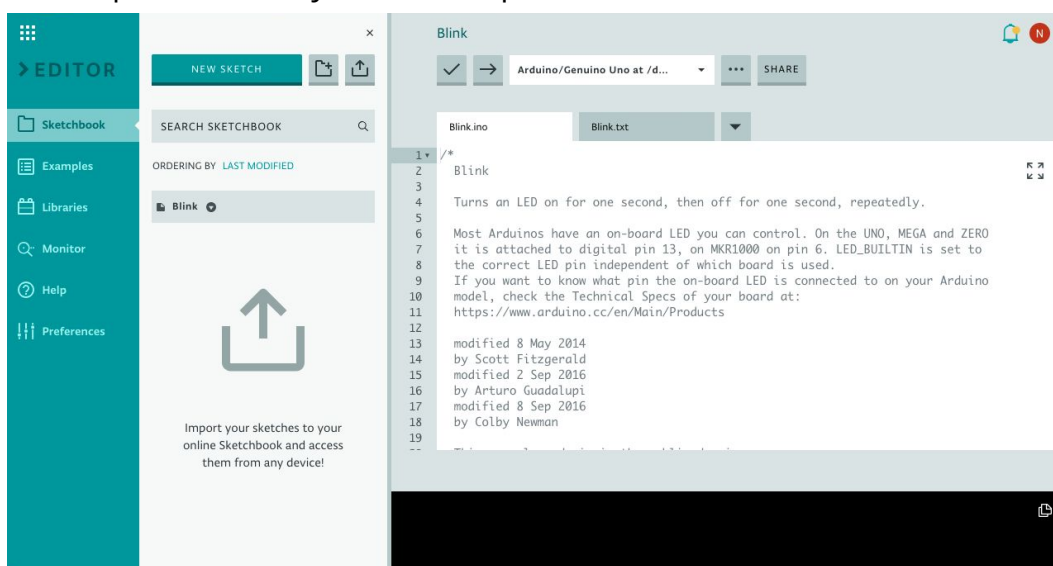 >EDITOR
Sketchbook
Examples
Libraries
Monitor
Help
Preferences
×
NEW SKETCH
SEARCH SKETCHBOOK
ORDERING BY LAST MODIFIED
Blink
Import your sketches to your
online Sketchbook and access
them from any device!
Blink
N
Arduino/Genuino Uno at /d...
SHARE
Blink.ino
Blink.txt
1 /*
2 Blink
3
4 Turns an LED on for one second, then off for one second, repeatedly.
5
6 Most Arduinos have an on-board LED you can control. On the UNO, MEGA and ZERO
7 it is attached to digital pin 13, on MKR1000 on pin 6. LED_BUILTIN is set to
8 the correct LED pin independent of which board is used.
9 If you want to know what pin the on-board LED is connected to on your Arduino
10 model, check the Technical Specs of your board at:
11 https://www.arduino.cc/en/Main/Products
12
13 modified 8 May 2014
14 by Scott Fitzgerald
15 modified 2 Sep 2016
16 by Arturo Guadalupi
17 modified 8 Sep 2016
18 by Colby Newman
19